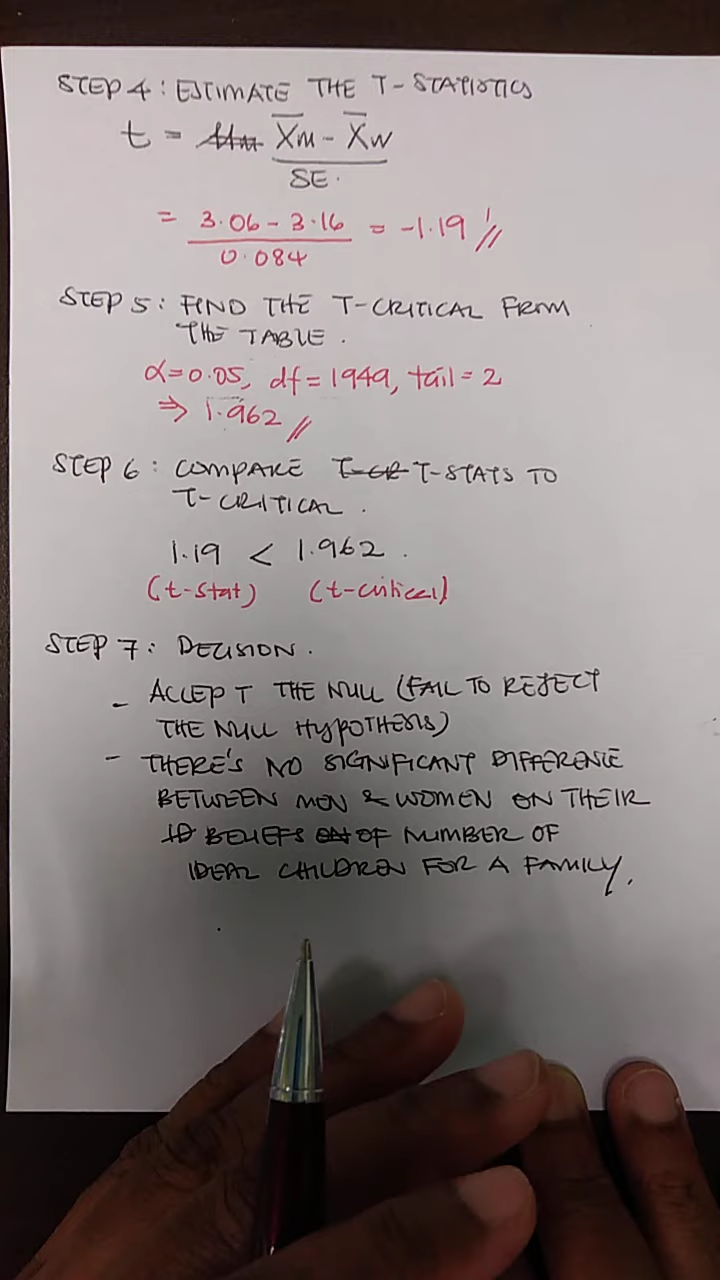 STEP 4: ESTIMATE THE T-STATISTICS
t = X̅m - X̅w
SE.
= 3.06 - 3.16 = -1.19 //
0.084
STEP 5: FIND THE T-CRITICAL FROM
THE TABLE.
α=0.05, df=1949, tail=2
⇒ 1.962 //
STEP 6: COMPARE T-CR T-STATS TO
T-CRITICAL.
1.19 < 1.962.
(t-stat) (t-critical)
STEP 7: DECISION.
- ACCEPT THE NULL (FAIL TO REJECT
THE NULL HYPOTHESIS)
- THERE'S NO SIGNIFICANT DIFFERENCE
BETWEEN MEN & WOMEN ON THEIR
BELIEFS OF NUMBER OF
IDEAL CHILDREN FOR A FAMILY.